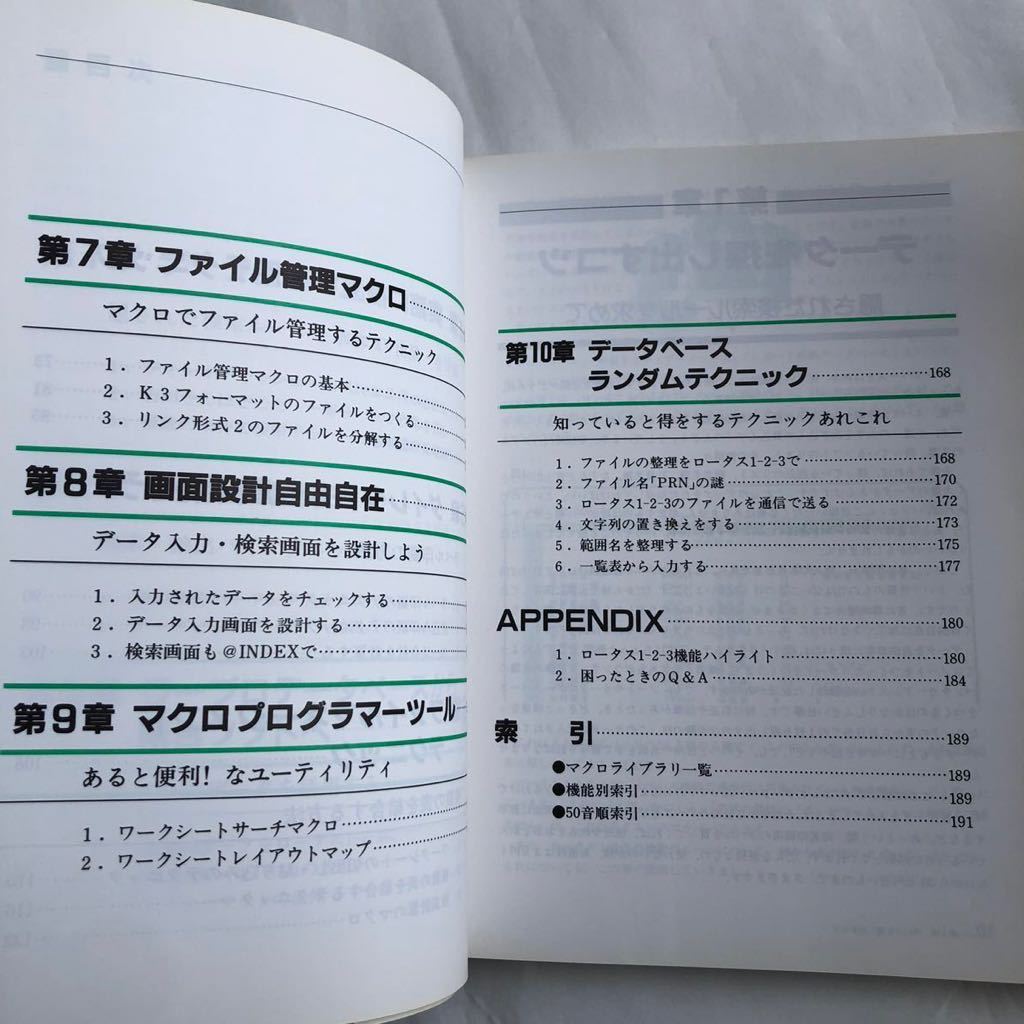 第7章 ファイル管理マクロ
マクロでファイル管理するテクニック
1．ファイル管理マクロの基本
2．K3フォーマットのファイルをつくる
3．リンク形式2のファイルを分解する
第8章 画面設計自由自在
データ入力・検索画面を設計しよう
1．入力されたデータをチェックする
2．データ入力画面を設計する
3．検索画面も@INDEXで
第9章 マクロプログラマーツール
あると便利！なユーティリティ
1．ワークシートサーチマクロ
2．ワークシートレイアウトマップ
第10章 データベース
ランダムテクニック……168
知っていると得をするテクニックあれこれ
1．ファイルの整理をロータス1-2-3で……168
2．ファイル名「PRN」の謎……170
3．ロータス1-2-3のファイルを通信で送る……172
4．文字列の置き換えをする……173
5．範囲名を整理する……175
6．一覧表から入力する……177
APPENDIX……180
1．ロータス1-2-3機能ハイライト……180
2．困ったときのQ＆A……184
索 引……189
●マクロライブラリ一覧……189
●機能別索引……189
●50音順索引……191